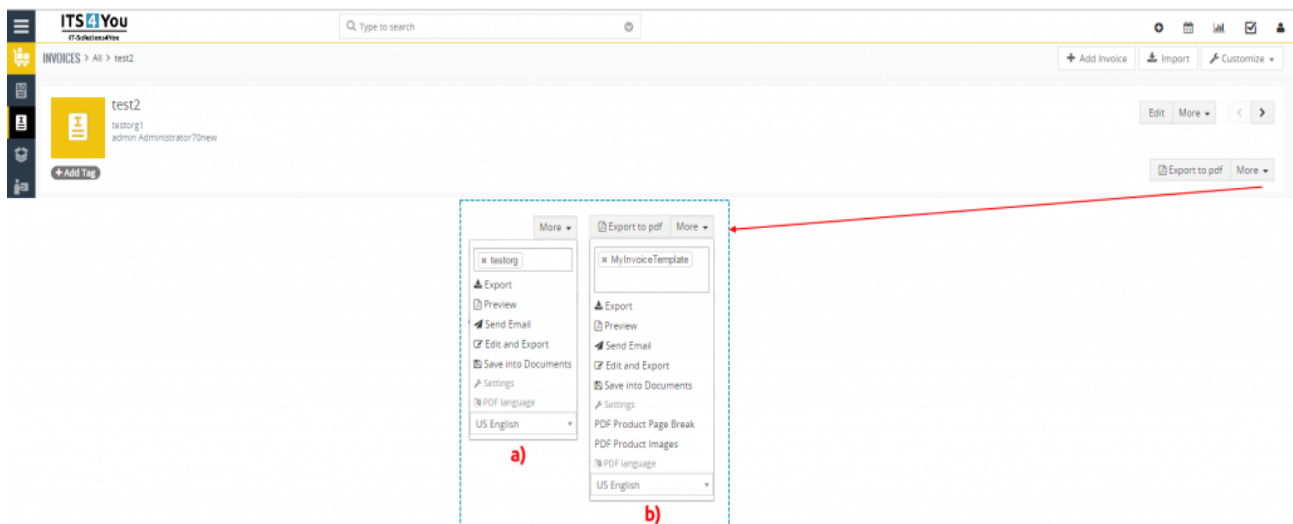 ITS4You
IT-Solutions4You
Type to search
INVOICES > All > test2
+ Add Invoice
Import
Customize
test2
testorg1
admin Administrator70new
Edit More
+Add Tag
Export to pdf More
More
× testorg
Export
Preview
Send Email
Edit and Export
Save into Documents
Settings
PDF language
US English
a)
Export to pdf More
× MyInvoiceTemplate
Export
Preview
Send Email
Edit and Export
Save into Documents
Settings
PDF Product Page Break
PDF Product Images
PDF language
US English
b)